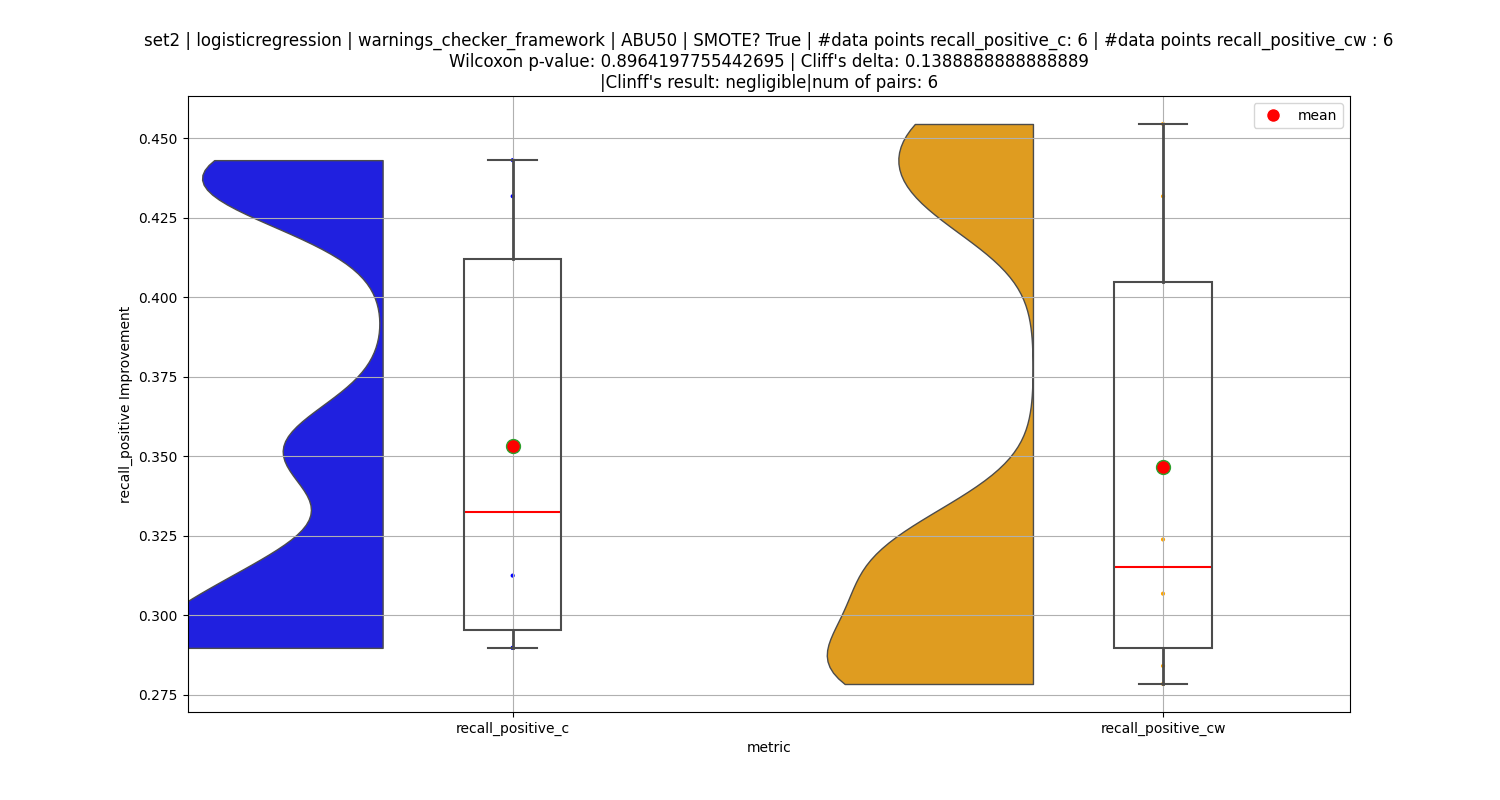 set2 | logisticregression | warnings_checker_framework | ABU50 | SMOTE? True | #data points recall_positive_c: 6 | #data points recall_positive_cw : 6
Wilcoxon p-value: 0.8964197755442695 | Cliff's delta: 0.1388888888888889
|Clinff's result: negligible|num of pairs: 6
mean
0.450
0.425
0.400
0.375
0.350
0.325
0.300
0.275
recall_positive Improvement
recall_positive_c
recall_positive_cw
metric